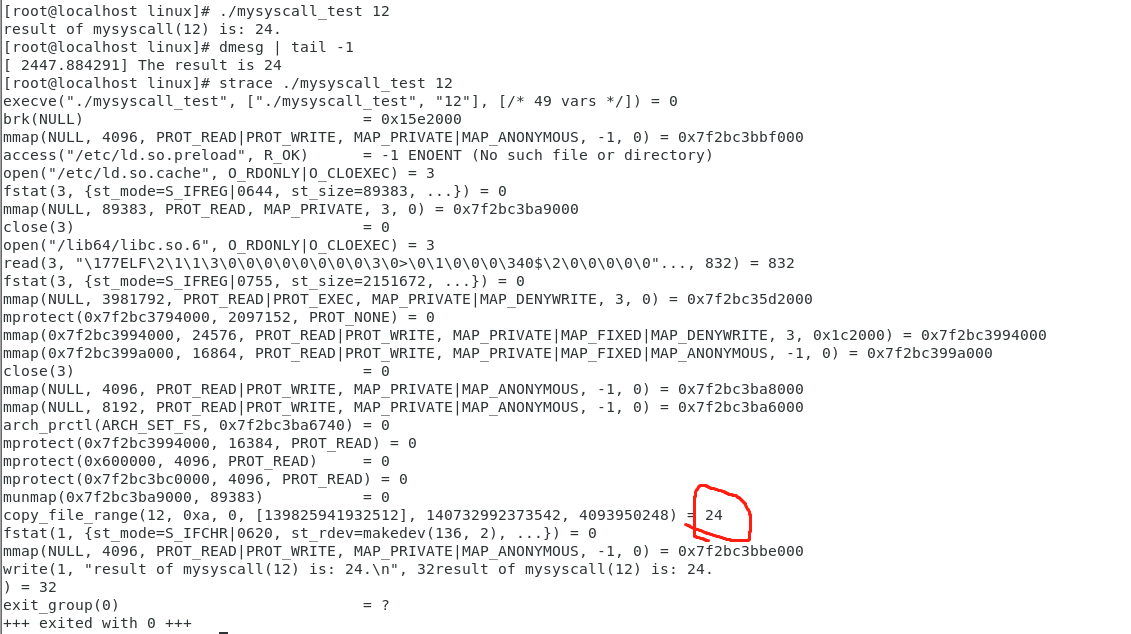 [root@localhost linux]# ./mysyscall_test 12
result of mysyscall(12) is: 24.
[root@localhost linux]# dmesg | tail -1
[ 2447.884291] The result is 24
[root@localhost linux]# strace ./mysyscall_test 12
execve("./mysyscall_test", ["./mysyscall_test", "12"], [/* 49 vars */]) = 0
brk(NULL)                               = 0x15e2000
mmap(NULL, 4096, PROT_READ|PROT_WRITE, MAP_PRIVATE|MAP_ANONYMOUS, -1, 0) = 0x7f2bc3bbf000
access("/etc/ld.so.preload", R_OK)      = -1 ENOENT (No such file or directory)
open("/etc/ld.so.cache", O_RDONLY|O_CLOEXEC) = 3
fstat(3, {st_mode=S_IFREG|0644, st_size=89383, ...}) = 0
mmap(NULL, 89383, PROT_READ, MAP_PRIVATE, 3, 0) = 0x7f2bc3ba9000
close(3)                                = 0
open("/lib64/libc.so.6", O_RDONLY|O_CLOEXEC) = 3
read(3, "\177ELF\2\1\1\3\0\0\0\0\0\0\0\0\3\0>\0\1\0\0\0\340$\2\0\0\0\0\0"..., 832) = 832
fstat(3, {st_mode=S_IFREG|0755, st_size=2151672, ...}) = 0
mmap(NULL, 3981792, PROT_READ|PROT_EXEC, MAP_PRIVATE|MAP_DENYWRITE, 3, 0) = 0x7f2bc35d2000
mprotect(0x7f2bc3794000, 2097152, PROT_NONE) = 0
mmap(0x7f2bc3994000, 24576, PROT_READ|PROT_WRITE, MAP_PRIVATE|MAP_FIXED|MAP_DENYWRITE, 3, 0x1c2000) = 0x7f2bc3994000
mmap(0x7f2bc399a000, 16864, PROT_READ|PROT_WRITE, MAP_PRIVATE|MAP_FIXED|MAP_ANONYMOUS, -1, 0) = 0x7f2bc399a000
close(3)                                = 0
mmap(NULL, 4096, PROT_READ|PROT_WRITE, MAP_PRIVATE|MAP_ANONYMOUS, -1, 0) = 0x7f2bc3ba8000
mmap(NULL, 8192, PROT_READ|PROT_WRITE, MAP_PRIVATE|MAP_ANONYMOUS, -1, 0) = 0x7f2bc3ba6000
arch_prctl(ARCH_SET_FS, 0x7f2bc3ba6740) = 0
mprotect(0x7f2bc3994000, 16384, PROT_READ) = 0
mprotect(0x600000, 4096, PROT_READ)     = 0
mprotect(0x7f2bc3bc0000, 4096, PROT_READ) = 0
munmap(0x7f2bc3ba9000, 89383)           = 0
copy_file_range(12, 0xa, 0, [139825941932512], 140732992373542, 4093950248) = 24
fstat(1, {st_mode=S_IFCHR|0620, st_rdev=makedev(136, 2), ...}) = 0
mmap(NULL, 4096, PROT_READ|PROT_WRITE, MAP_PRIVATE|MAP_ANONYMOUS, -1, 0) = 0x7f2bc3bbe000
write(1, "result of mysyscall(12) is: 24.\n", 32result of mysyscall(12) is: 24.
) = 32
exit_group(0)                           = ?
+++ exited with 0 +++